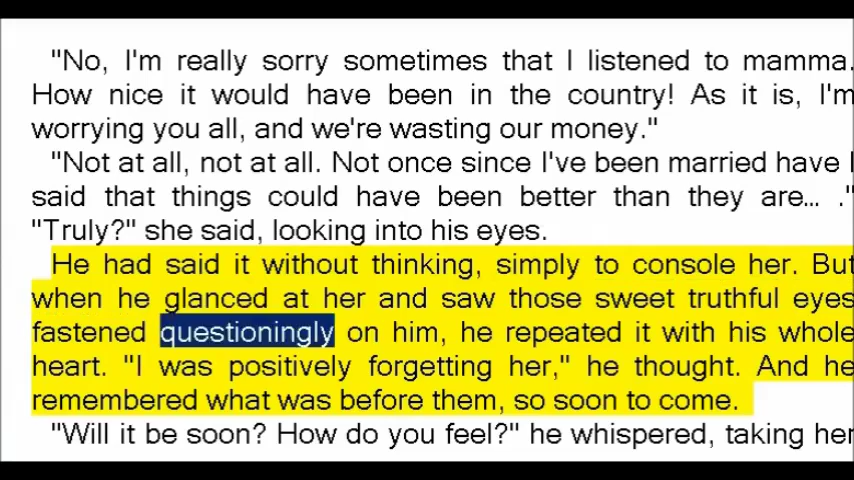 "No, I'm really sorry sometimes that I listened to mamma.
How nice it would have been in the country! As it is, I'm
worrying you all, and we're wasting our money."
"Not at all, not at all. Not once since I've been married have I
said that things could have been better than they are... ."
"Truly?" she said, looking into his eyes.
He had said it without thinking, simply to console her. But
when he glanced at her and saw those sweet truthful eyes
fastened questioningly on him, he repeated it with his whole
heart. "I was positively forgetting her," he thought. And he
remembered what was before them, so soon to come.
"Will it be soon? How do you feel?" he whispered, taking her